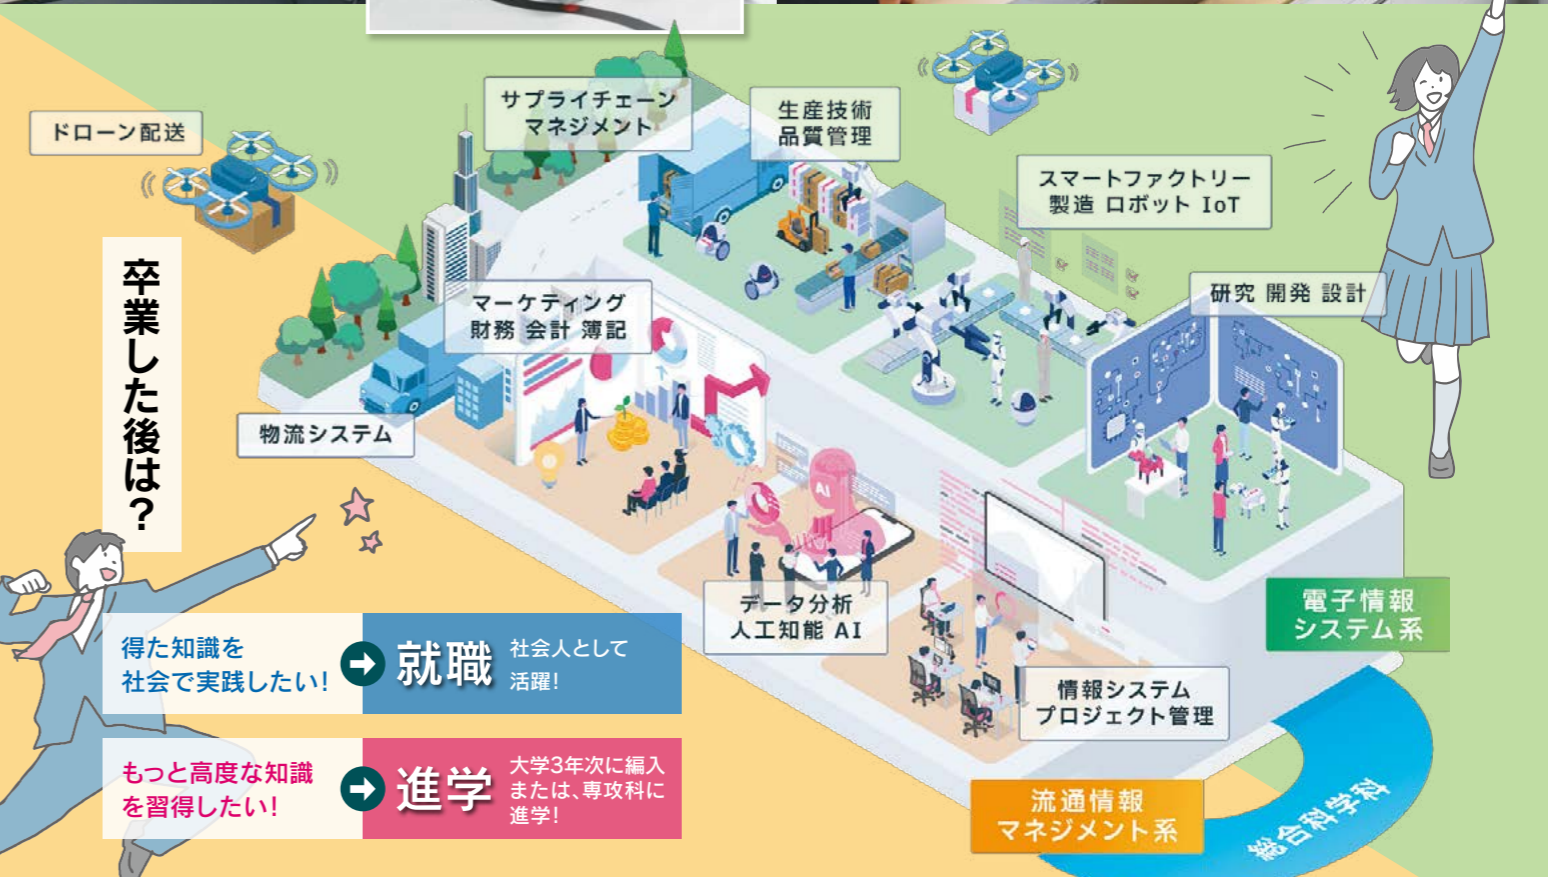 ドローン配送
サプライチェーン
マネジメント
生産技術
品質管理
スマートファクトリー
製造 ロボット IoT
研究 開発 設計
マーケティング
財務 会計 簿記
物流システム
卒業した後は？
AI
データ分析
人工知能 AI
情報システム
プロジェクト管理
電子情報
システム系
流通情報
マネジメント系
総合科学科
得た知識を
社会で実践したい！
就職
社会人として
活躍！
もっと高度な知識
を習得したい！
進学
大学3年次に編入
または、専攻科に
進学！